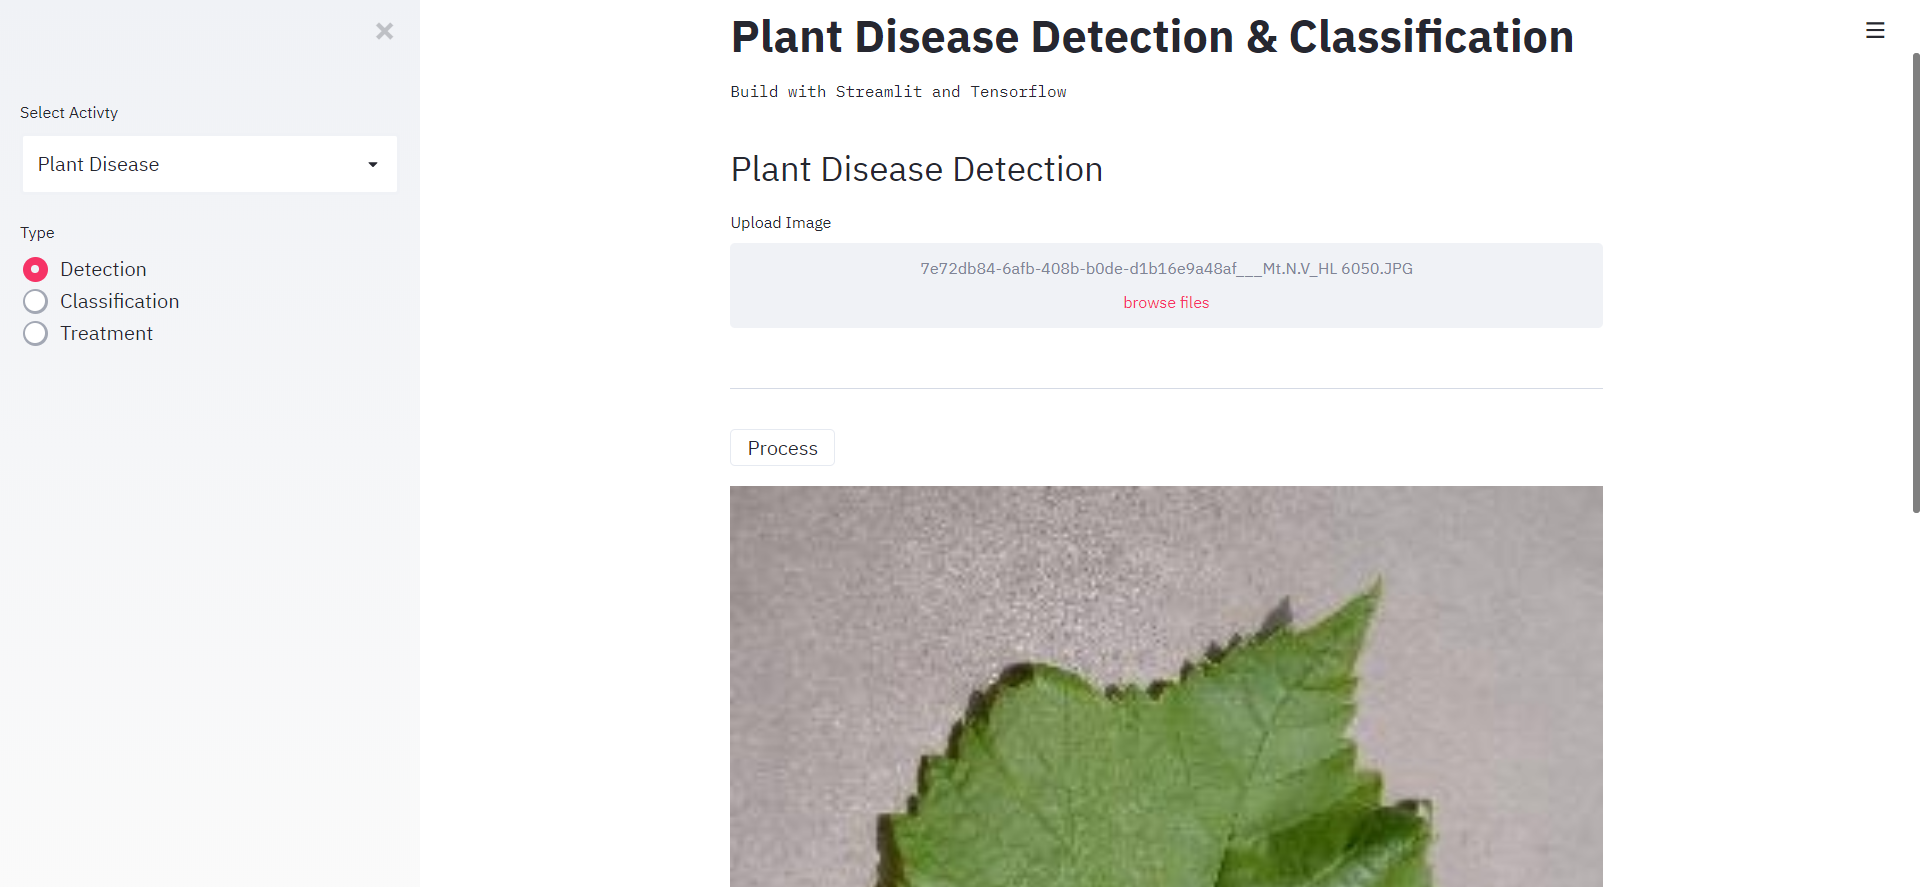 ×
Select Activty
Plant Disease
Type
Detection
Classification
Treatment
Plant Disease Detection & Classification
Build with Streamlit and Tensorflow
Plant Disease Detection
Upload Image
7e72db84-6afb-408b-b0de-d1b16e9a48af___Mt.N.V_HL 6050.JPG
browse files
Process